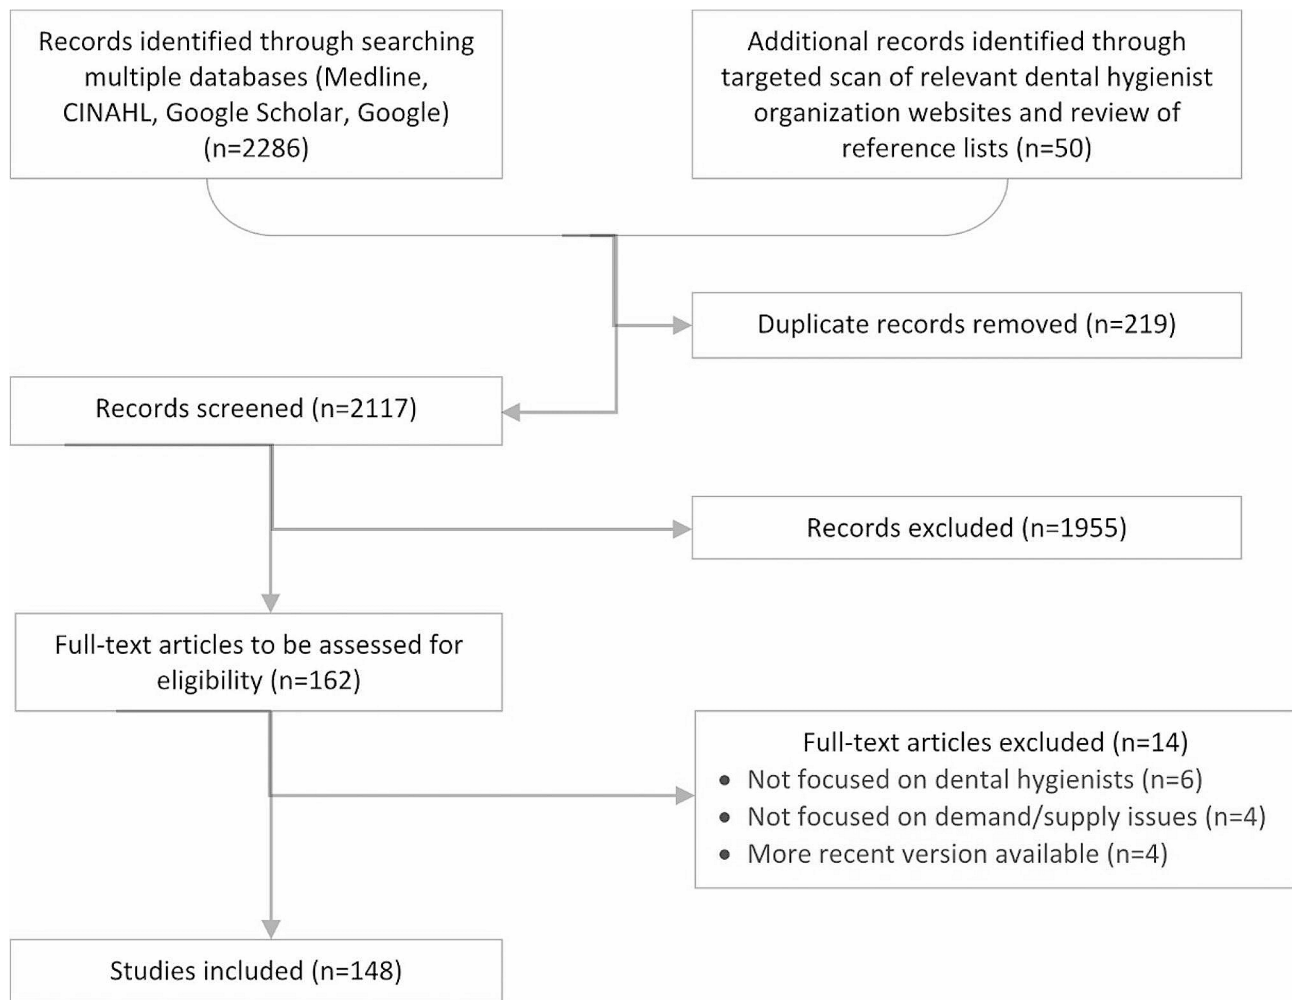 Records identified through searching
multiple databases (Medline,
CINAHL, Google Scholar, Google)
(n=2286)
Additional records identified through
targeted scan of relevant dental hygienist
organization websites and review of
reference lists (n=50)
Duplicate records removed (n=219)
Records screened (n=2117)
Records excluded (n=1955)
Full-text articles to be assessed for
eligibility (n=162)
Full-text articles excluded (n=14)
• Not focused on dental hygienists (n=6)
• Not focused on demand/supply issues (n=4)
• More recent version available (n=4)
Studies included (n=148)